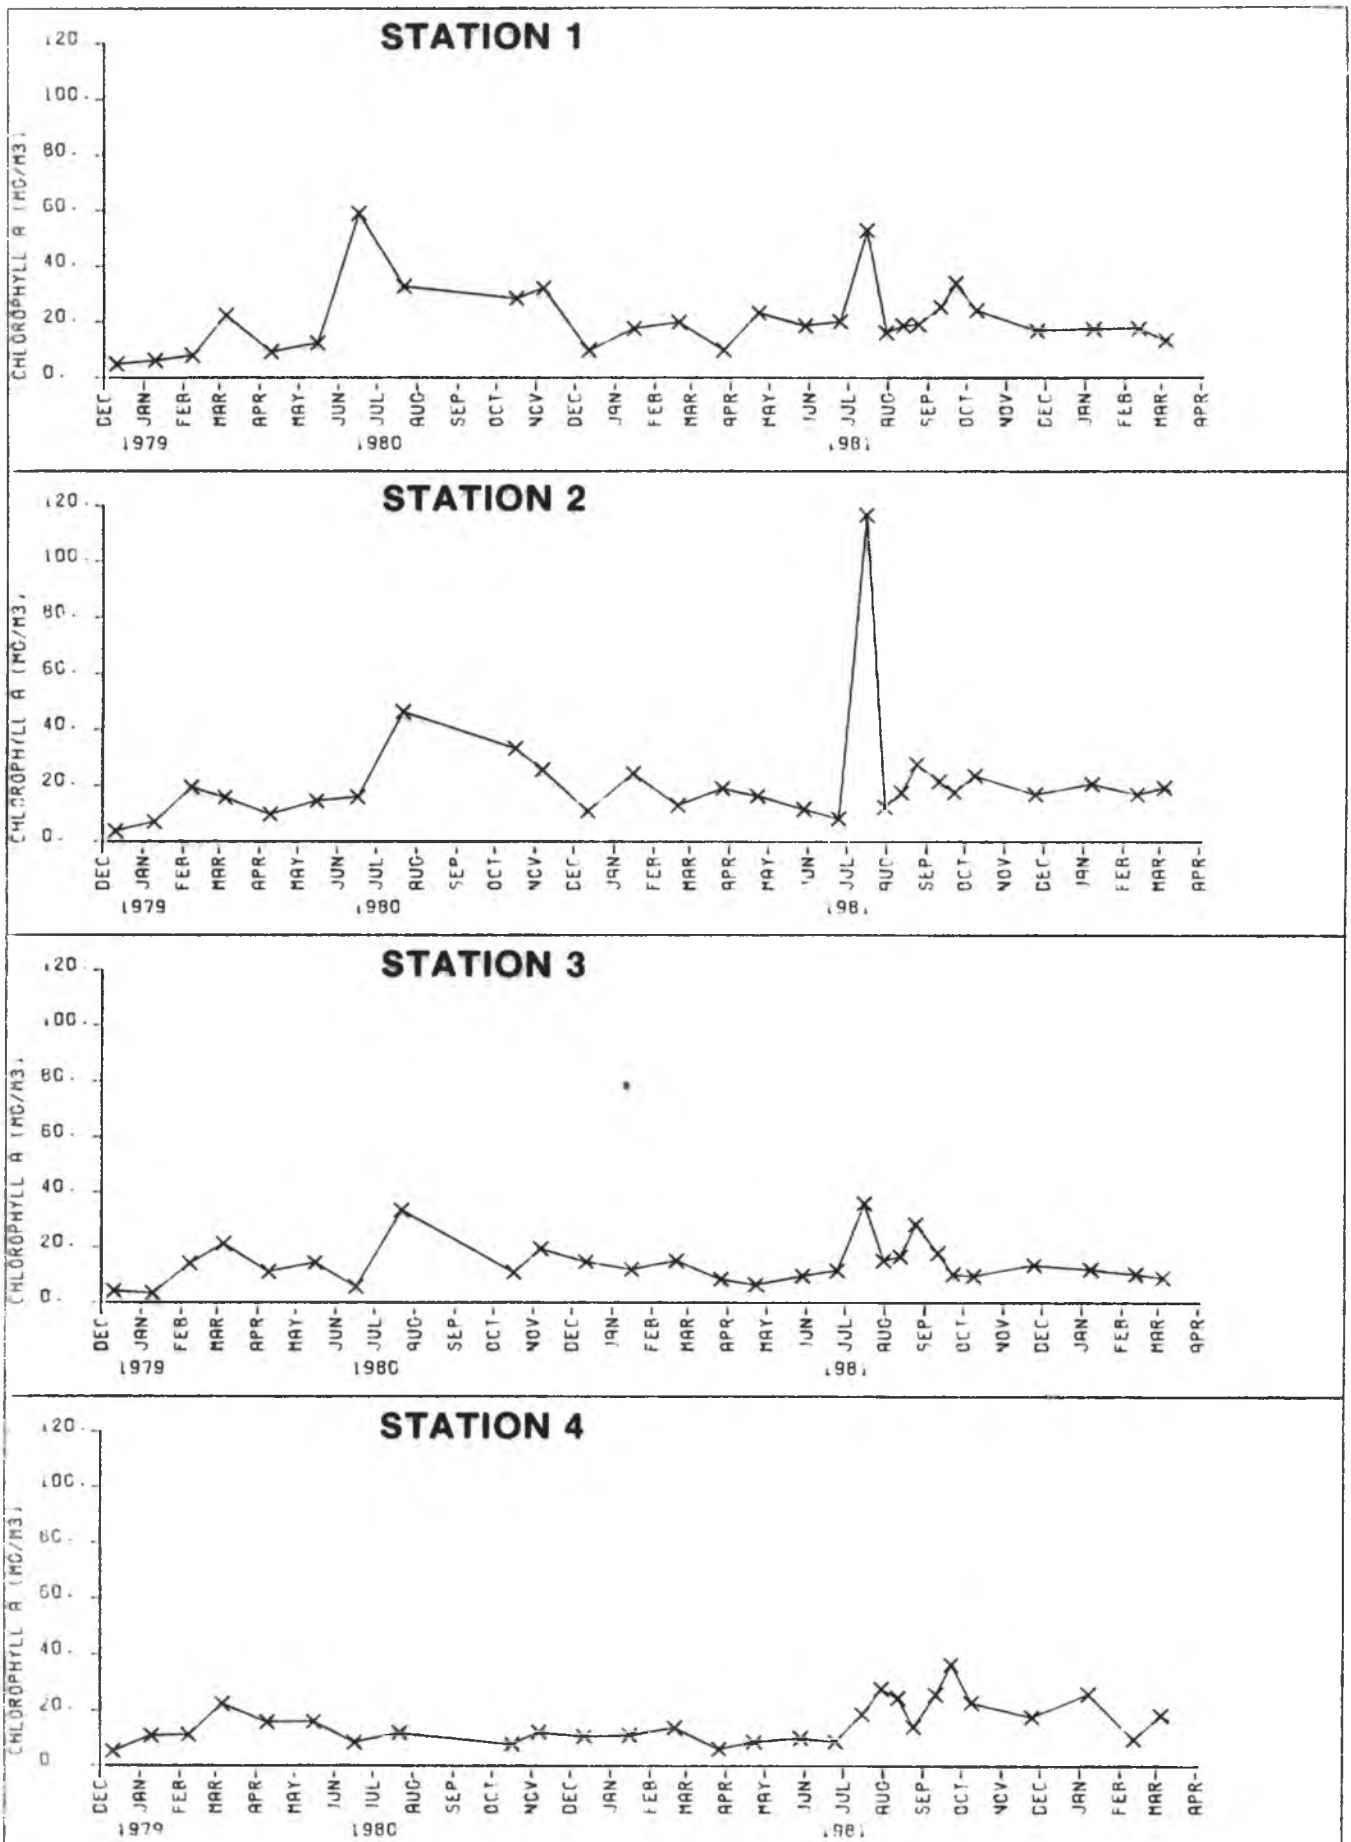 STATION 1
CHLOROPHYLL A (MG/M3)
120.
100.
80.
60.
40.
20.
0.
DEC JAN FEB MAR APR MAY JUN JUL AUG SEP OCT NOV DEC JAN FEB MAR APR MAY JUN JUL AUG SEP OCT NOV DEC JAN FEB MAR APR
1979 1980 1981
STATION 2
CHLOROPHYLL A (MG/M3)
120.
100.
80.
60.
40.
20.
0.
DEC JAN FEB MAR APR MAY JUN JUL AUG SEP OCT NOV DEC JAN FEB MAR APR MAY JUN JUL AUG SEP OCT NOV DEC JAN FEB MAR APR
1979 1980 1981
STATION 3
CHLOROPHYLL A (MG/M3)
120.
100.
80.
60.
40.
20.
0.
DEC JAN FEB MAR APR MAY JUN JUL AUG SEP OCT NOV DEC JAN FEB MAR APR MAY JUN JUL AUG SEP OCT NOV DEC JAN FEB MAR APR
1979 1980 1981
STATION 4
CHLOROPHYLL A (MG/M3)
120.
100.
80.
60.
40.
20.
0
DEC JAN FEB MAR APR MAY JUN JUL AUG SEP OCT NOV DEC JAN FEB MAR APR MAY JUN JUL AUG SEP OCT NOV DEC JAN FEB MAR APR
1979 1980 1981